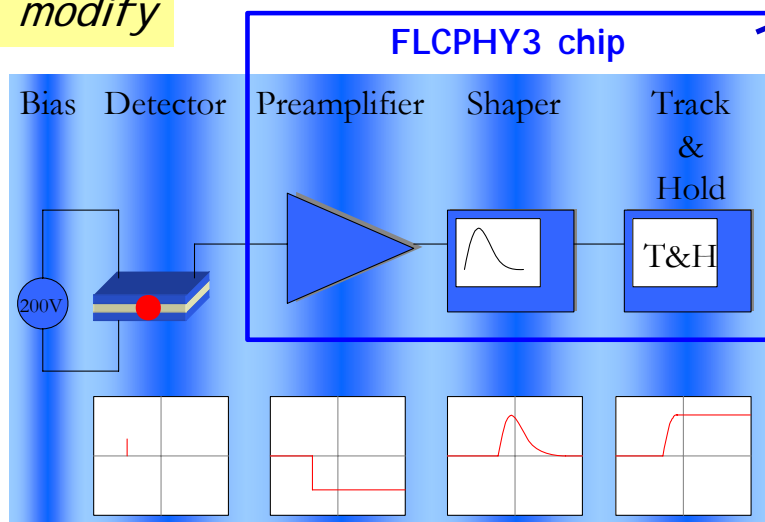 modify
FLCPHY3 chip
Bias Detector Preamplifier Shaper Track
&
Hold
200V
T&H